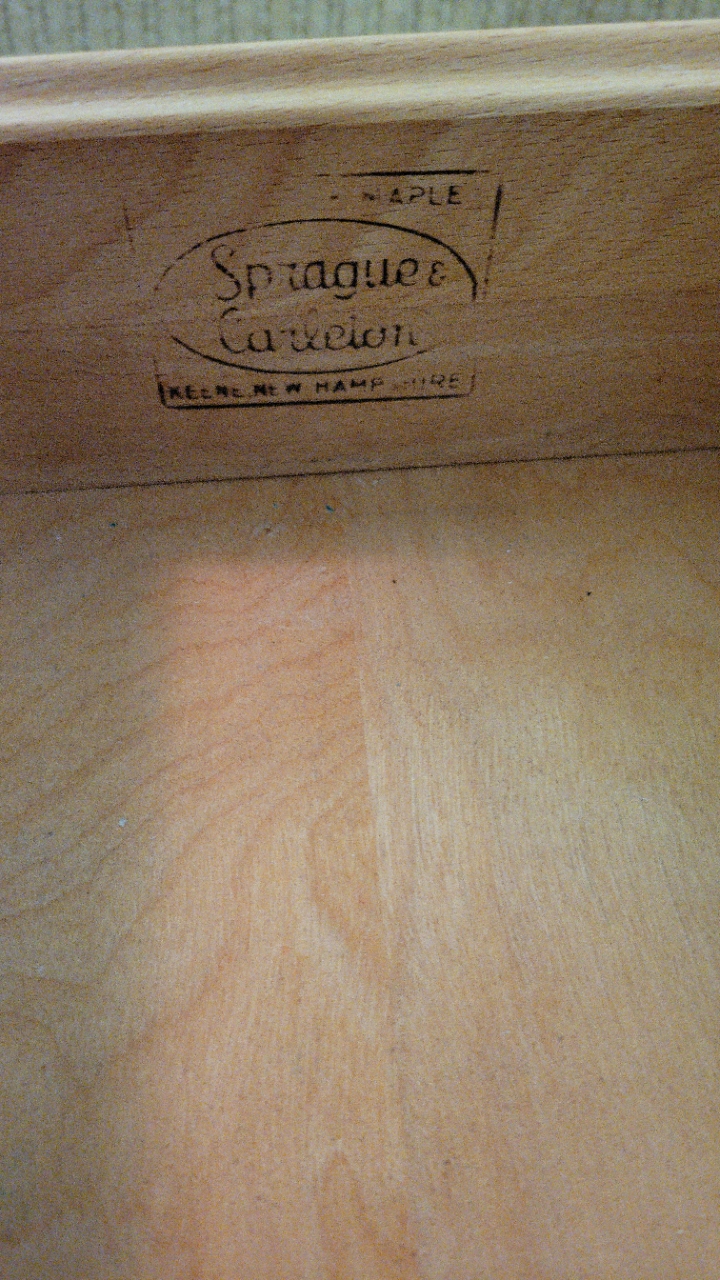 MAPLE
Sprague &
Carleton
KEENE, NEW HAMPSHIRE